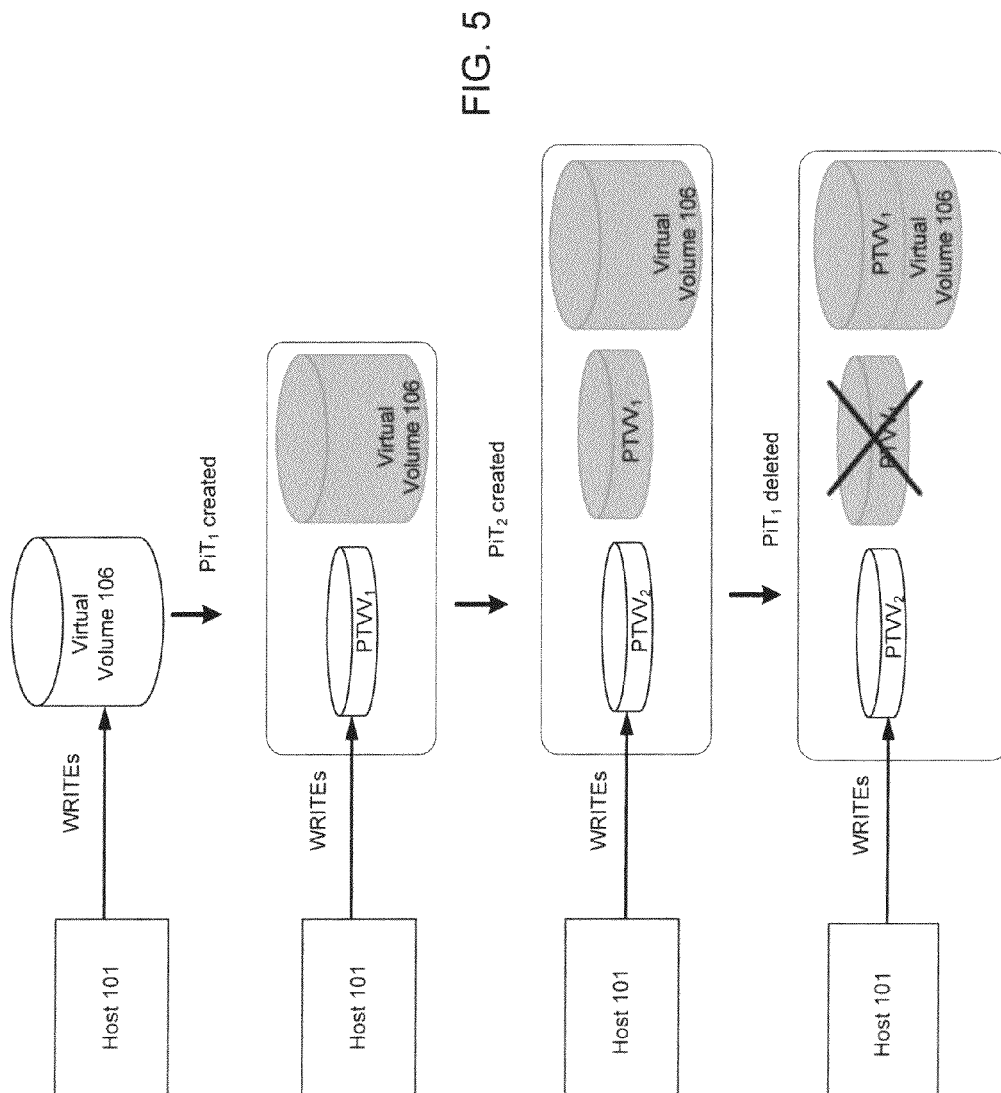 Host 101
WRITEs
Virtual
Volume 106
PiT₁ created
Host 101
WRITEs
PTVV₁
Virtual
Volume 106
FIG. 5
PiT₂ created
Host 101
WRITEs
PTVV₂
PTVV₁
Virtual
Volume 106
PiT₁ deleted
Host 101
WRITEs
PTVV₂
PTVV₁
PTVV₁
Virtual
Volume 106